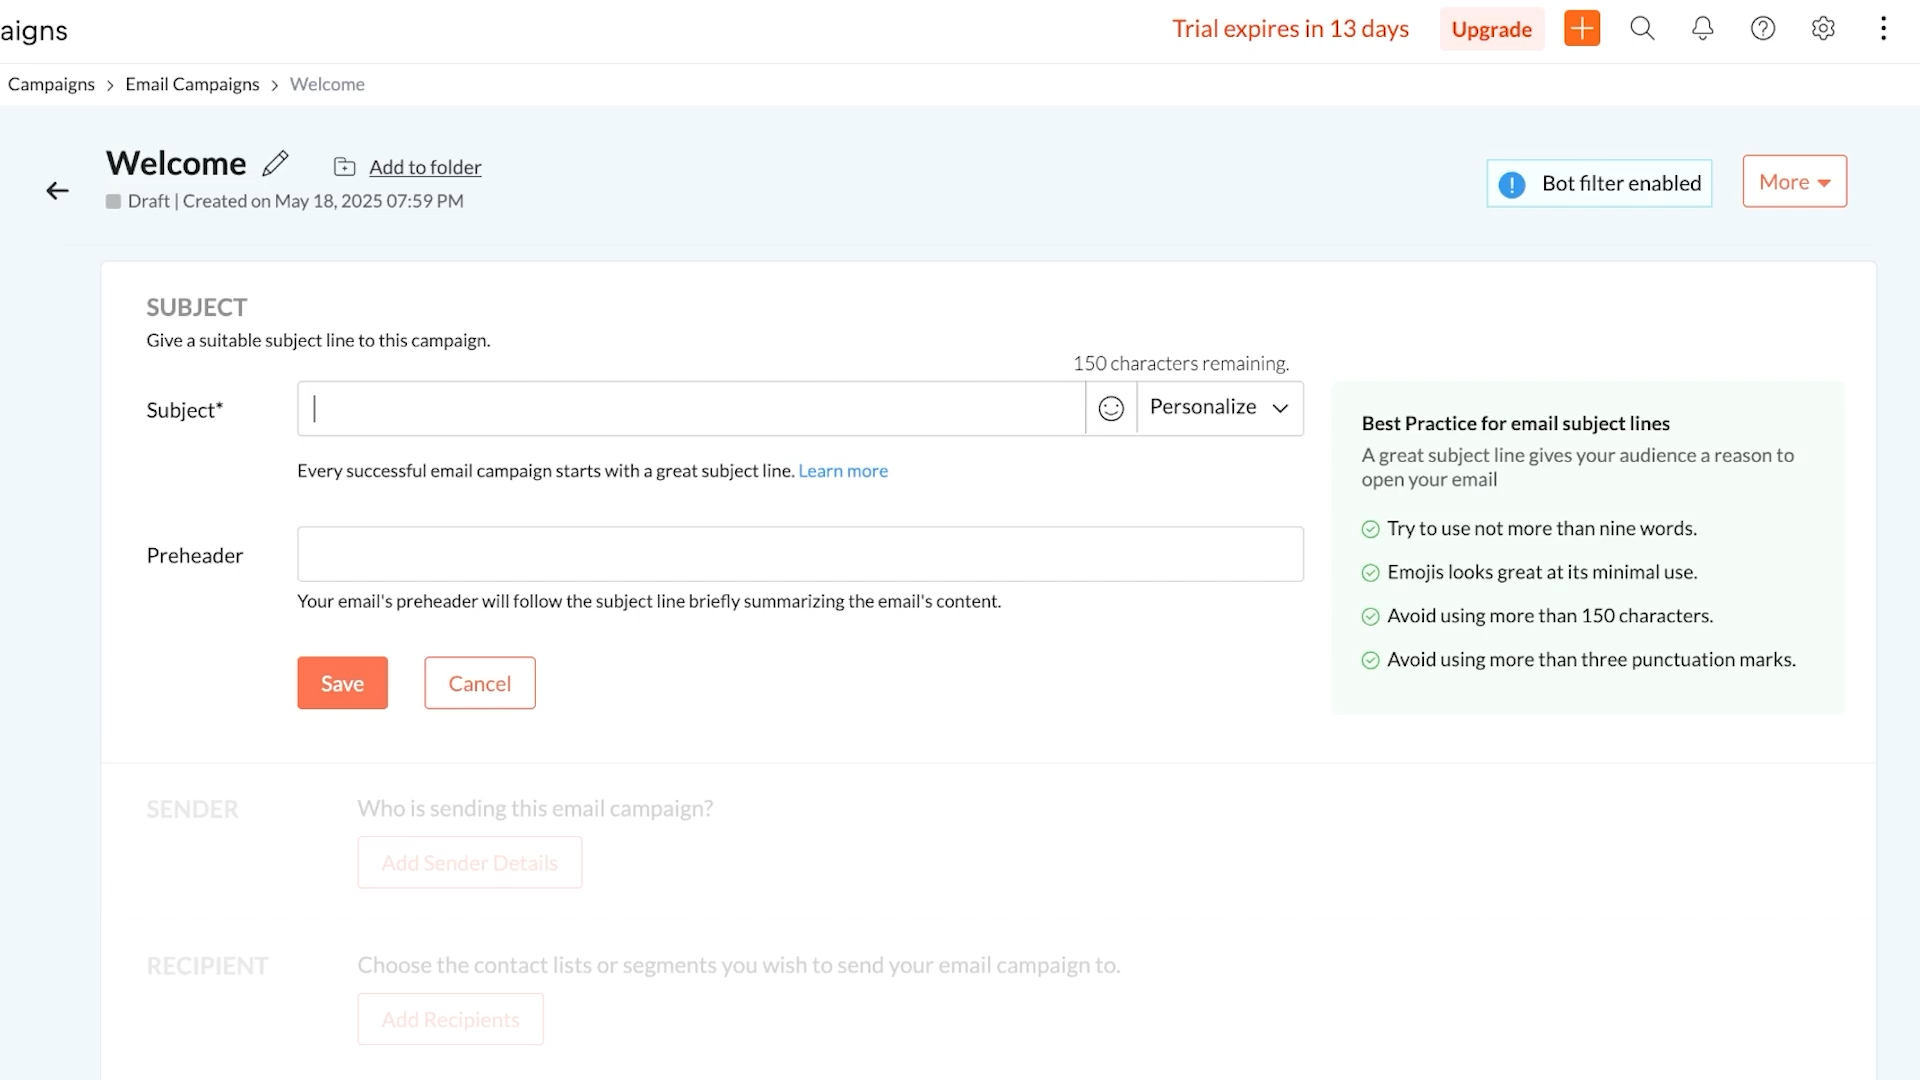 aigns
Trial expires in 13 days
Upgrade
Campaigns > Email Campaigns > Welcome
Welcome
Add to folder
Draft | Created on May 18, 2025 07:59 PM
Bot filter enabled
More
SUBJECT
Give a suitable subject line to this campaign.
150 characters remaining.
Subject*
Personalize
Every successful email campaign starts with a great subject line. Learn more
Preheader
Your email's preheader will follow the subject line briefly summarizing the email's content.
Save
Cancel
Best Practice for email subject lines
A great subject line gives your audience a reason to
open your email
Try to use not more than nine words.
Emojis looks great at its minimal use.
Avoid using more than 150 characters.
Avoid using more than three punctuation marks.
SENDER
Who is sending this email campaign?
Add Sender Details
RECIPIENT
Choose the contact lists or segments you wish to send your email campaign to.
Add Recipients